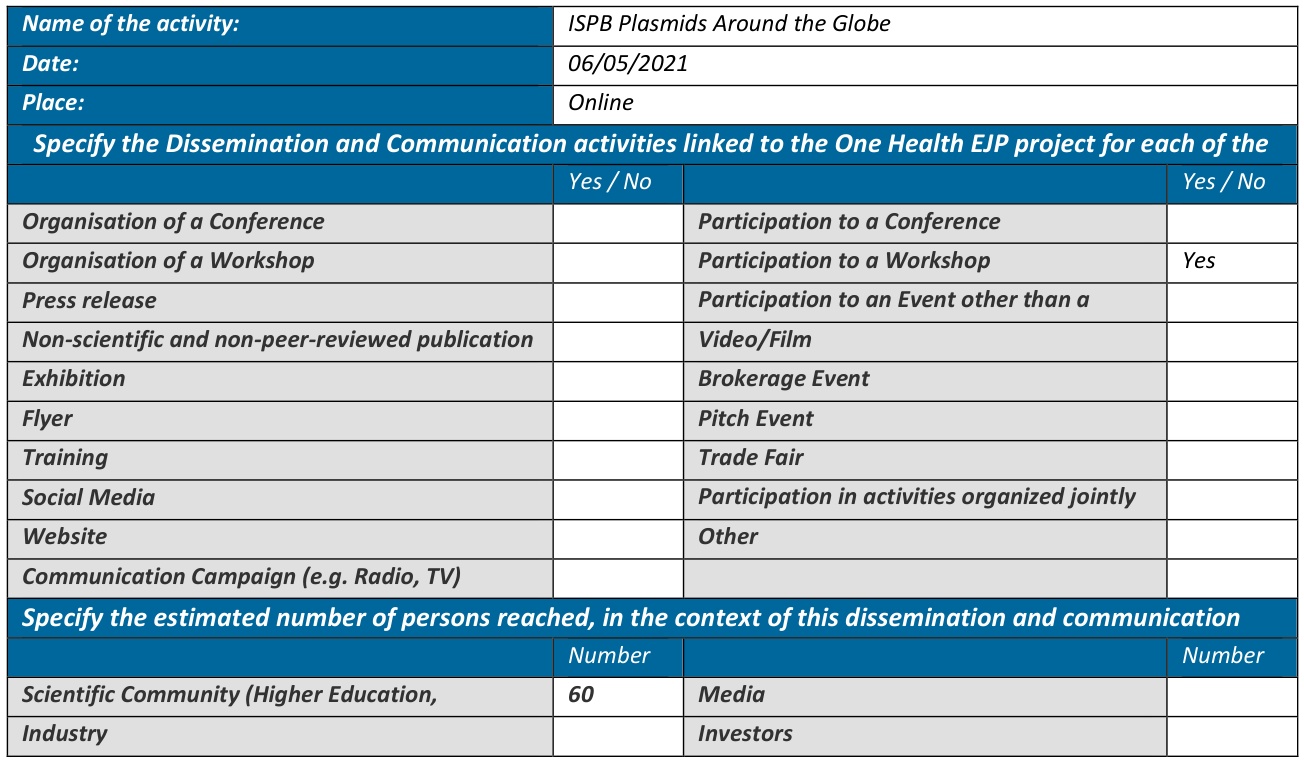 Name of the activity: ISPB Plasmids Around the Globe
Date: 06/05/2021
Place: Online
Specify the Dissemination and Communication activities linked to the One Health EJP project for each of the
Yes / No Yes / No
Organisation of a Conference Participation to a Conference
Organisation of a Workshop Participation to a Workshop Yes
Press release Participation to an Event other than a
Non-scientific and non-peer-reviewed publication Video/Film
Exhibition Brokerage Event
Flyer Pitch Event
Training Trade Fair
Social Media Participation in activities organized jointly
Website Other
Communication Campaign (e.g. Radio, TV)
Specify the estimated number of persons reached, in the context of this dissemination and communication
Number Number
Scientific Community (Higher Education, 60 Media
Industry Investors